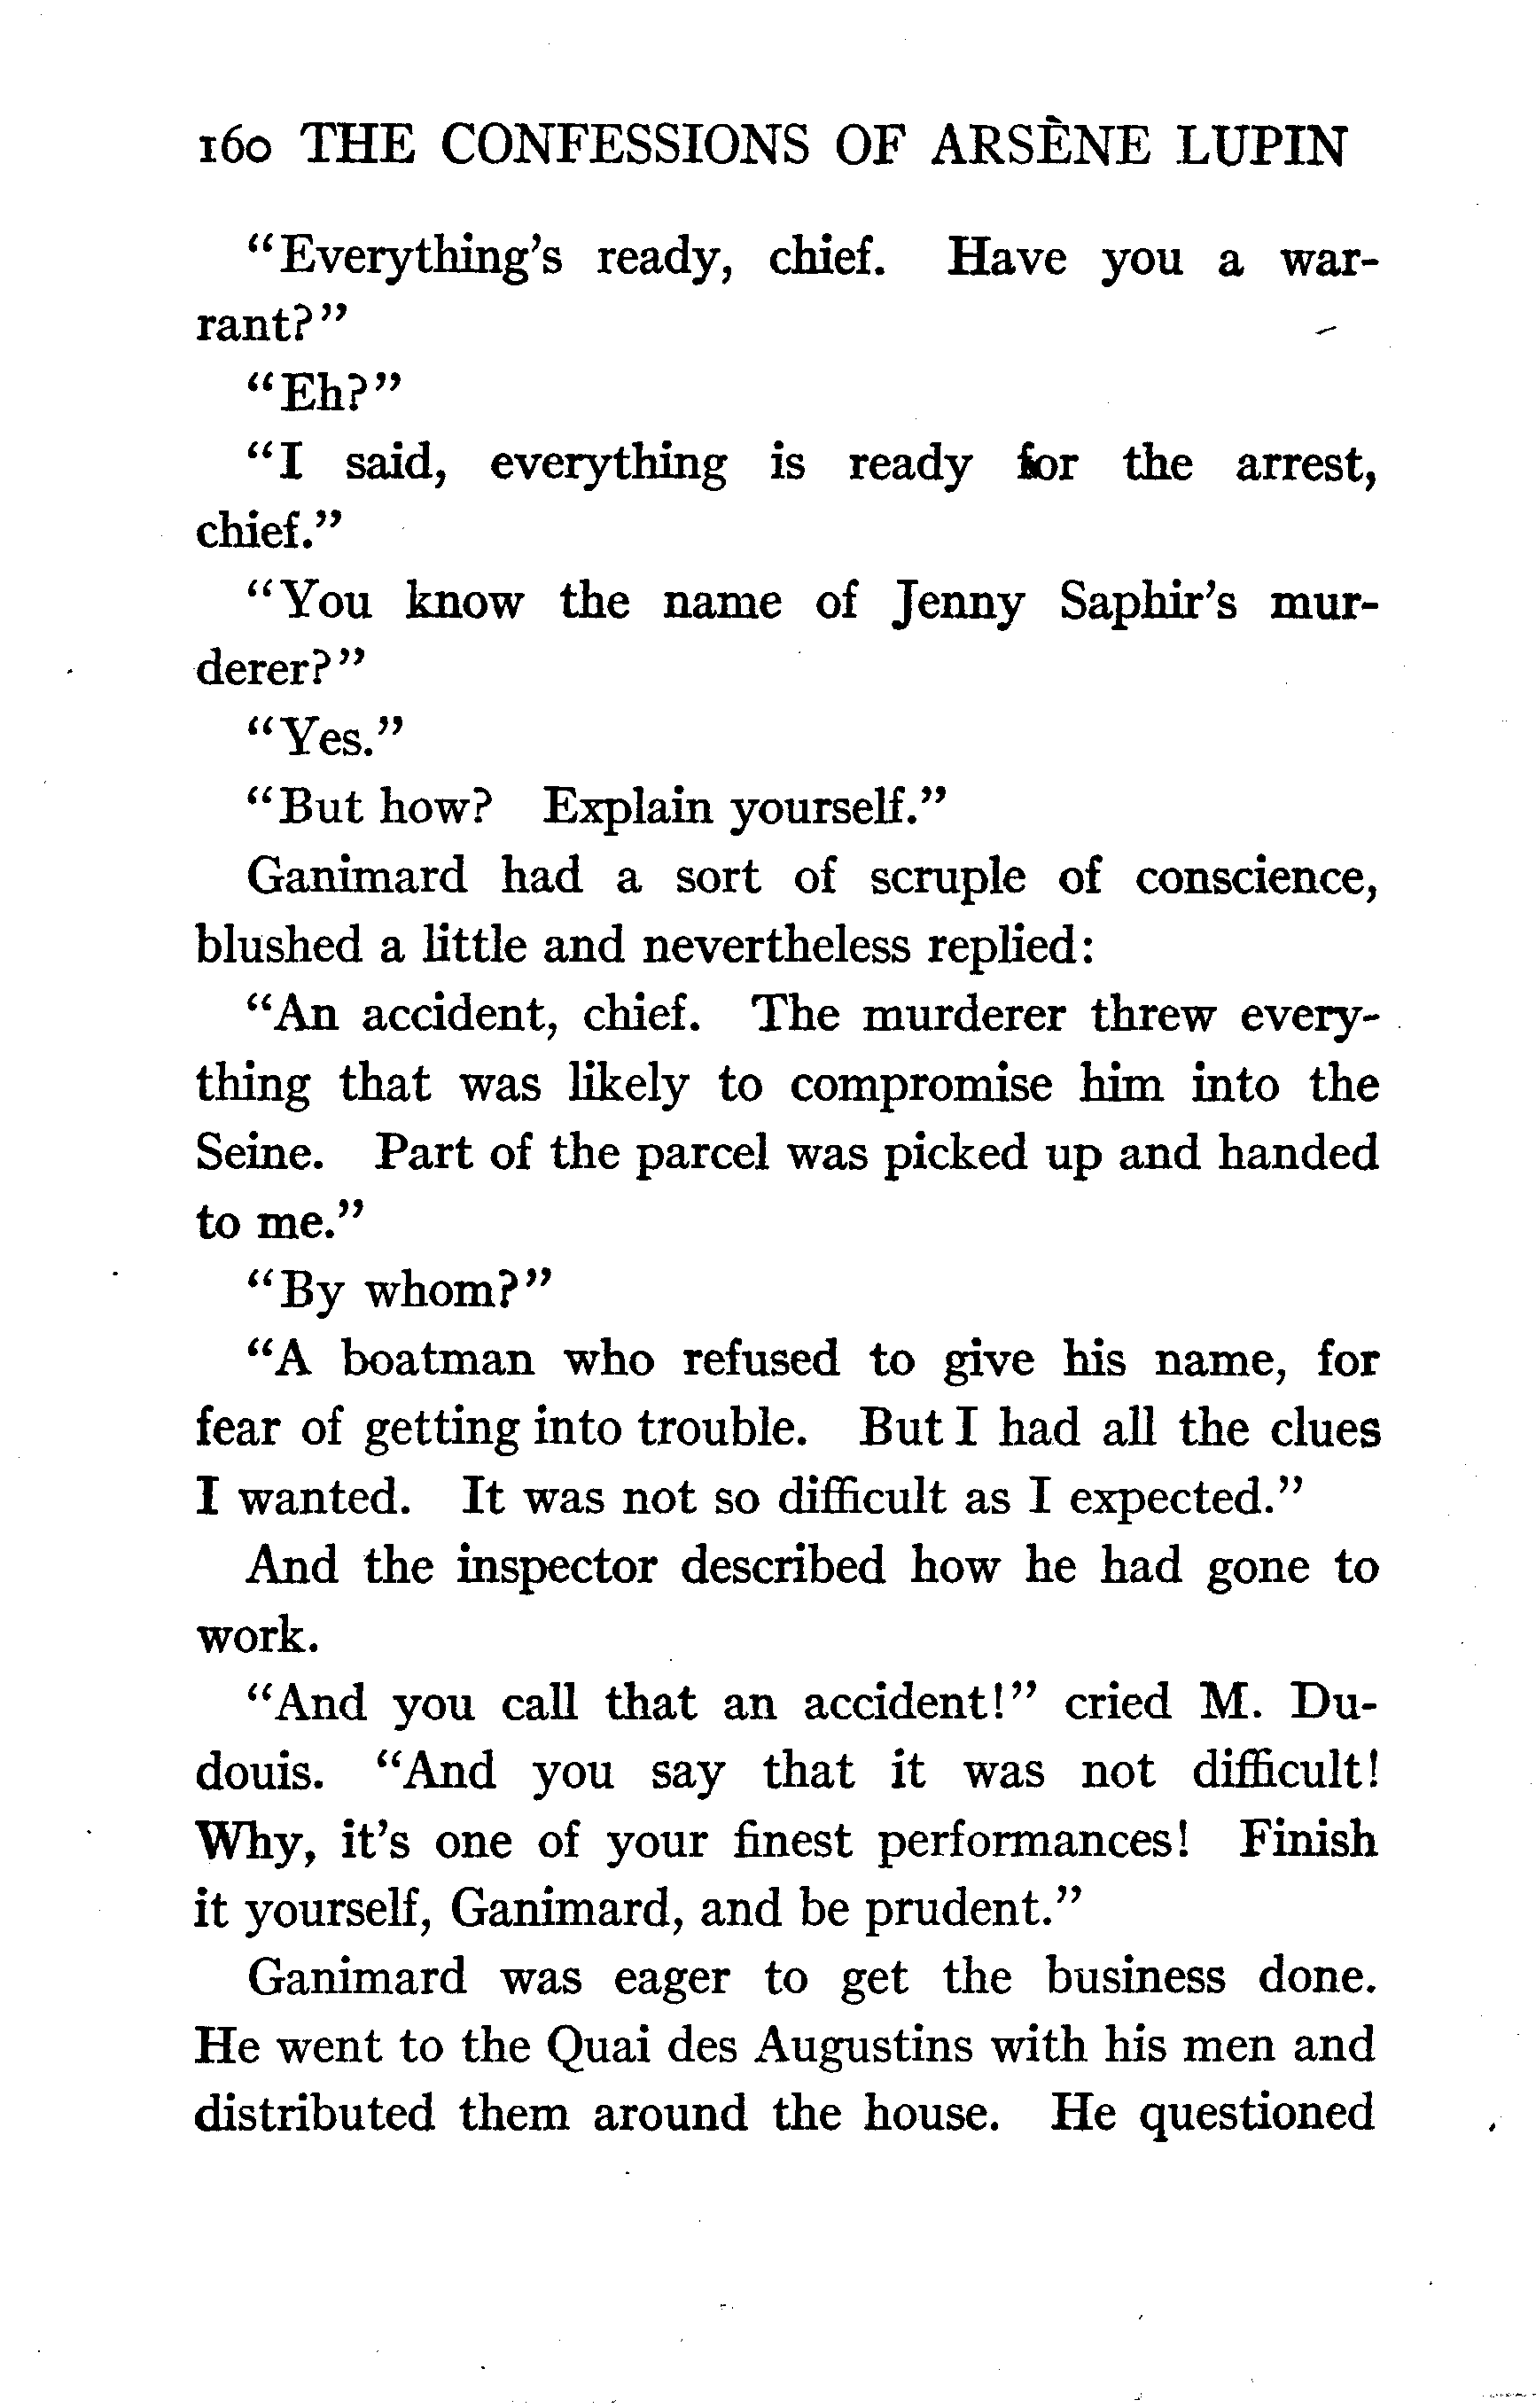 160 THE CONFESSIONS OF ARSÈNE LUPIN
"Everything's ready, chief. Have you a war-
rant?"
"Eh?"
"I said, everything is ready for the arrest,
chief."
"You know the name of Jenny Saphir's mur-
derer?"
"Yes."
"But how? Explain yourself."
Ganimard had a sort of scruple of conscience,
blushed a little and nevertheless replied:
"An accident, chief. The murderer threw every-
thing that was likely to compromise him into the
Seine. Part of the parcel was picked up and handed
to me."
"By whom?"
"A boatman who refused to give his name, for
fear of getting into trouble. But I had all the clues
I wanted. It was not so difficult as I expected."
And the inspector described how he had gone to
work.
"And you call that an accident!" cried M. Du-
douis. "And you say that it was not difficult!
Why, it's one of your finest performances! Finish
it yourself, Ganimard, and be prudent."
Ganimard was eager to get the business done.
He went to the Quai des Augustins with his men and
distributed them around the house. He questioned